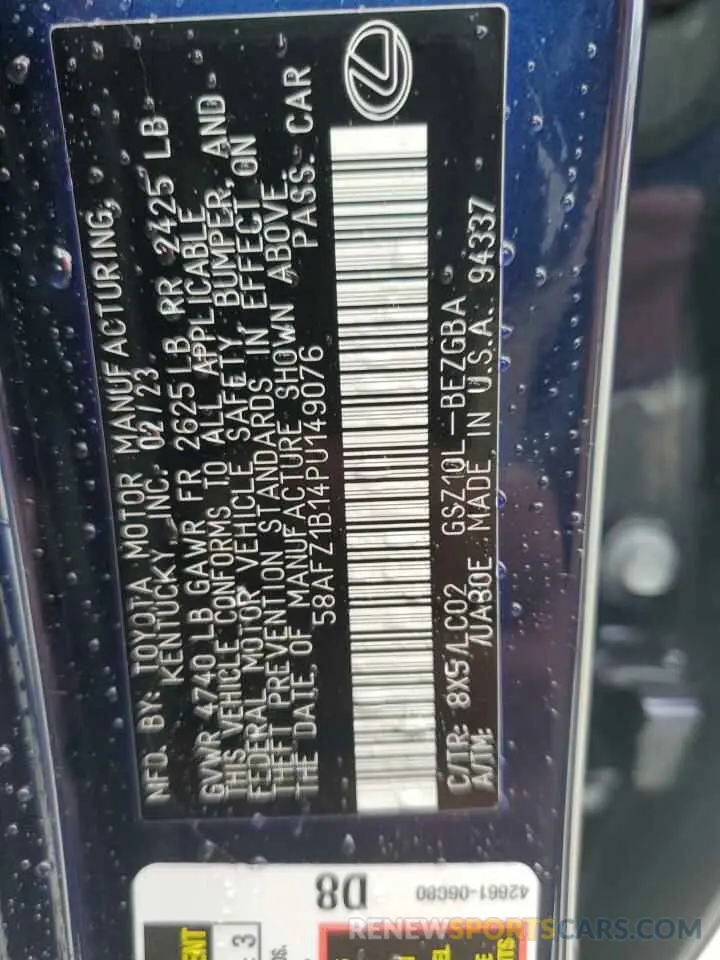 MFD. BY: TOYOTA MOTOR MANUFACTURING,
KENTUCKY, INC. 02/23
GVWR 4740 LB GAWR FR 2625 LB RR 2425 LB
THIS VEHICLE CONFORMS TO ALL APPLICABLE
FEDERAL MOTOR VEHICLE SAFETY, BUMPER, AND
THEFT PREVENTION STANDARDS IN EFFECT ON
THE DATE OF MANUFACTURE SHOWN ABOVE.
58AFZ1B14PU149076 PASS. CAR
C/TR: 8X5/LC02 GSZ10L-BEZGBA
A/TM: /UA80E MADE IN U.S.A. 94337
D8
42661-06C80
3
RENEWSPORTSCARS.COM